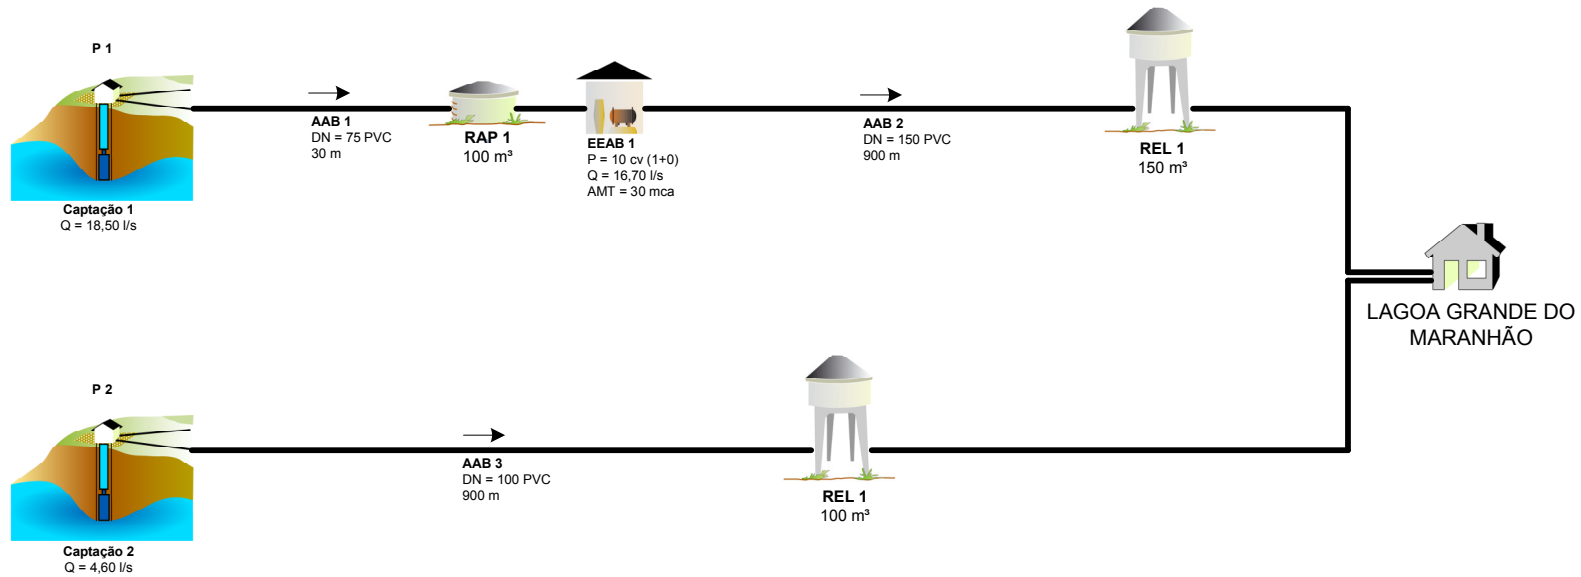 P 1
Captação 1
Q = 18,50 l/s
AAB 1
DN = 75 PVC
30 m
RAP 1
100 m³
EEAB 1
P = 10 cv (1+0)
Q = 16,70 l/s
AMT = 30 mca
AAB 2
DN = 150 PVC
900 m
REL 1
150 m³
LAGOA GRANDE DO
MARANHÃO
P 2
Captação 2
Q = 4,60 l/s
AAB 3
DN = 100 PVC
900 m
REL 1
100 m³